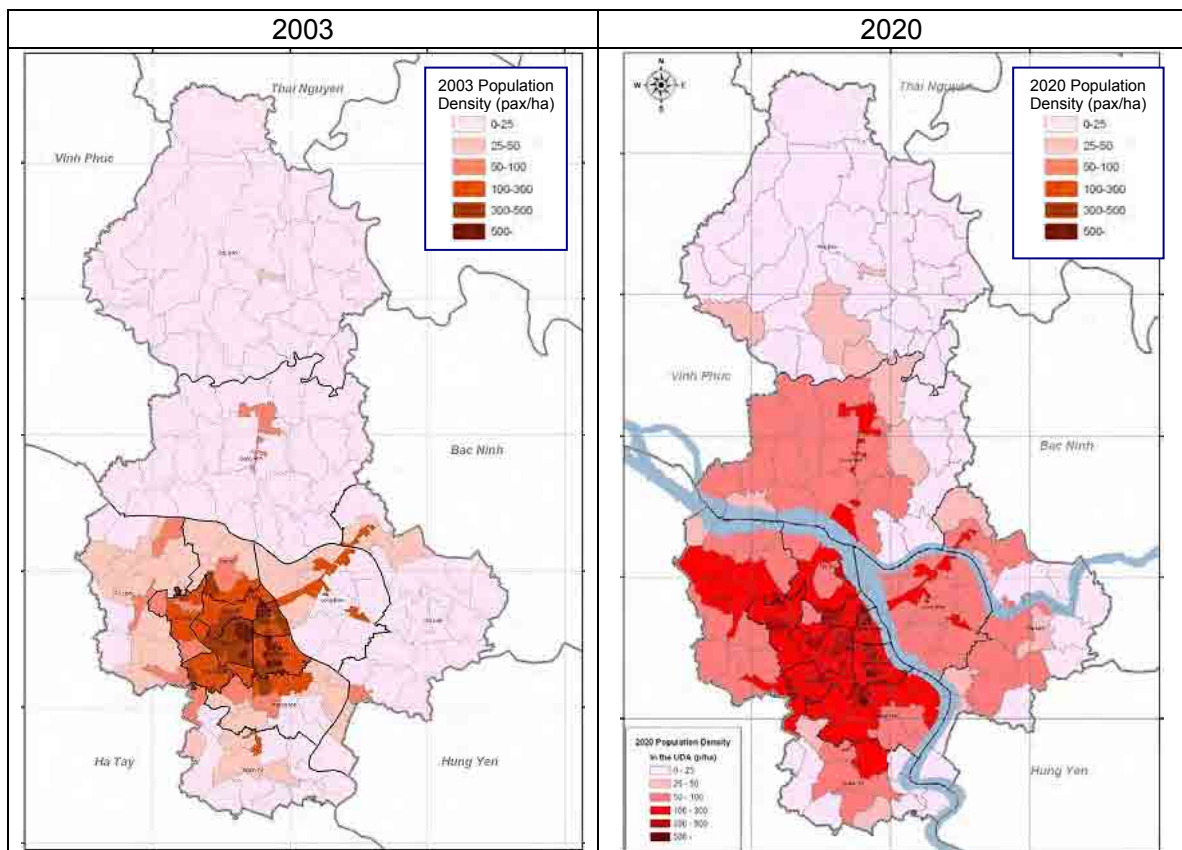 2003
2020
Thai Nguyen
Vinh Phuc
2003 Population
Density (pax/ha)
0-25
25-50
50-100
100-300
300-500
500-
Bac Ninh
Ha Tay
Hung Yen
N
W
E
S
Thai Nguyen
2020 Population
Density (pax/ha)
0-25
25-50
50-100
100-300
300-500
500-
Vinh Phuc
Bac Ninh
Hung Yen
2020 Population Density
In the UDA (p/ha)
0 - 25
25 - 50
50 - 100
100 - 300
300 - 500
500 -